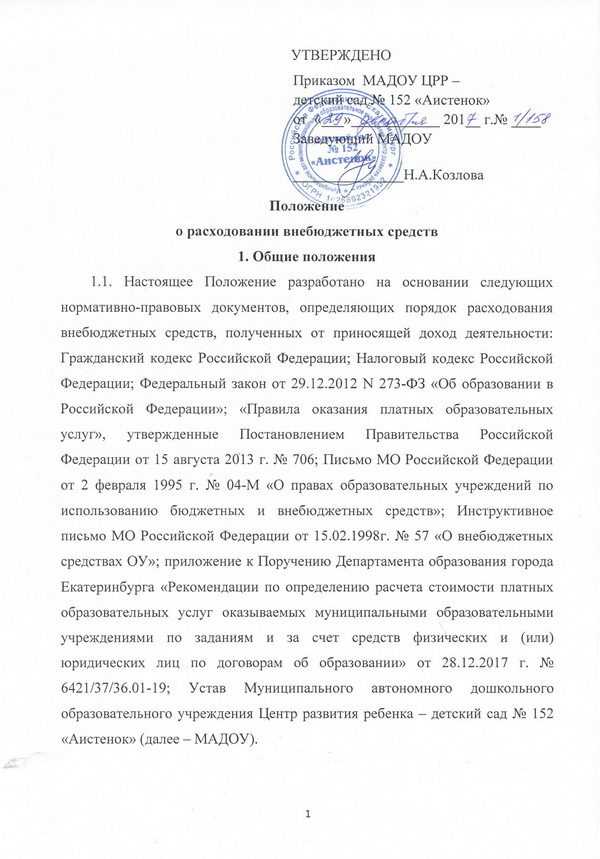 УТВЕРЖДЕНО
Приказом МАДОУ ЦРР –
детский сад № 152 «Аистенок»
от «29» декабря 2017 г.№ 1/158
Заведующий МАДОУ
№ 152
«Аистенок»
Н.А.Козлова
Положение
о расходовании внебюджетных средств
1. Общие положения
1.1. Настоящее Положение разработано на основании следующих
нормативно-правовых документов, определяющих порядок расходования
внебюджетных средств, полученных от приносящей доход деятельности:
Гражданский кодекс Российской Федерации; Налоговый кодекс Российской
Федерации; Федеральный закон от 29.12.2012 N 273-ФЗ «Об образовании в
Российской Федерации»; «Правила оказания платных образовательных
услуг», утвержденные Постановлением Правительства Российской
Федерации от 15 августа 2013 г. № 706; Письмо МО Российской Федерации
от 2 февраля 1995 г. № 04-М «О правах образовательных учреждений по
использованию бюджетных и внебюджетных средств»; Инструктивное
письмо МО Российской Федерации от 15.02.1998г. № 57 «О внебюджетных
средствах ОУ»; приложение к Поручению Департамента образования города
Екатеринбурга «Рекомендации по определению расчета стоимости платных
образовательных услуг оказываемых муниципальными образовательными
учреждениями по заданиям и за счет средств физических и (или)
юридических лиц по договорам об образовании» от 28.12.2017 г. №
6421/37/36.01-19; Устав Муниципального автономного дошкольного
образовательного учреждения Центр развития ребенка – детский сад № 152
«Аистенок» (далее – МАДОУ).
1